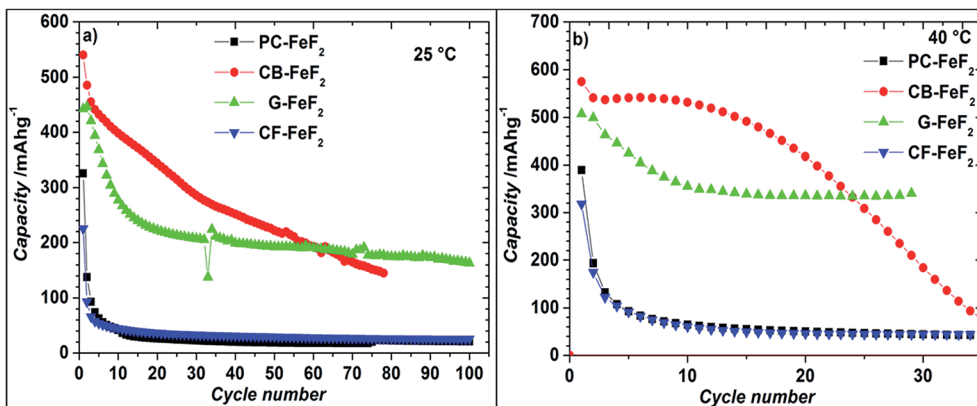 a)
25 °C
PC-FeF₂
CB-FeF₂
G-FeF₂
CF-FeF₂
Capacity /mAhg⁻¹
600
500
400
300
200
100
0
0 10 20 30 40 50 60 70 80 90 100
Cycle number
b)
40 °C
PC-FeF₂
CB-FeF₂
G-FeF₂
CF-FeF₂
Capacity /mAhg⁻¹
700
600
500
400
300
200
100
0
0 10 20 30
Cycle number